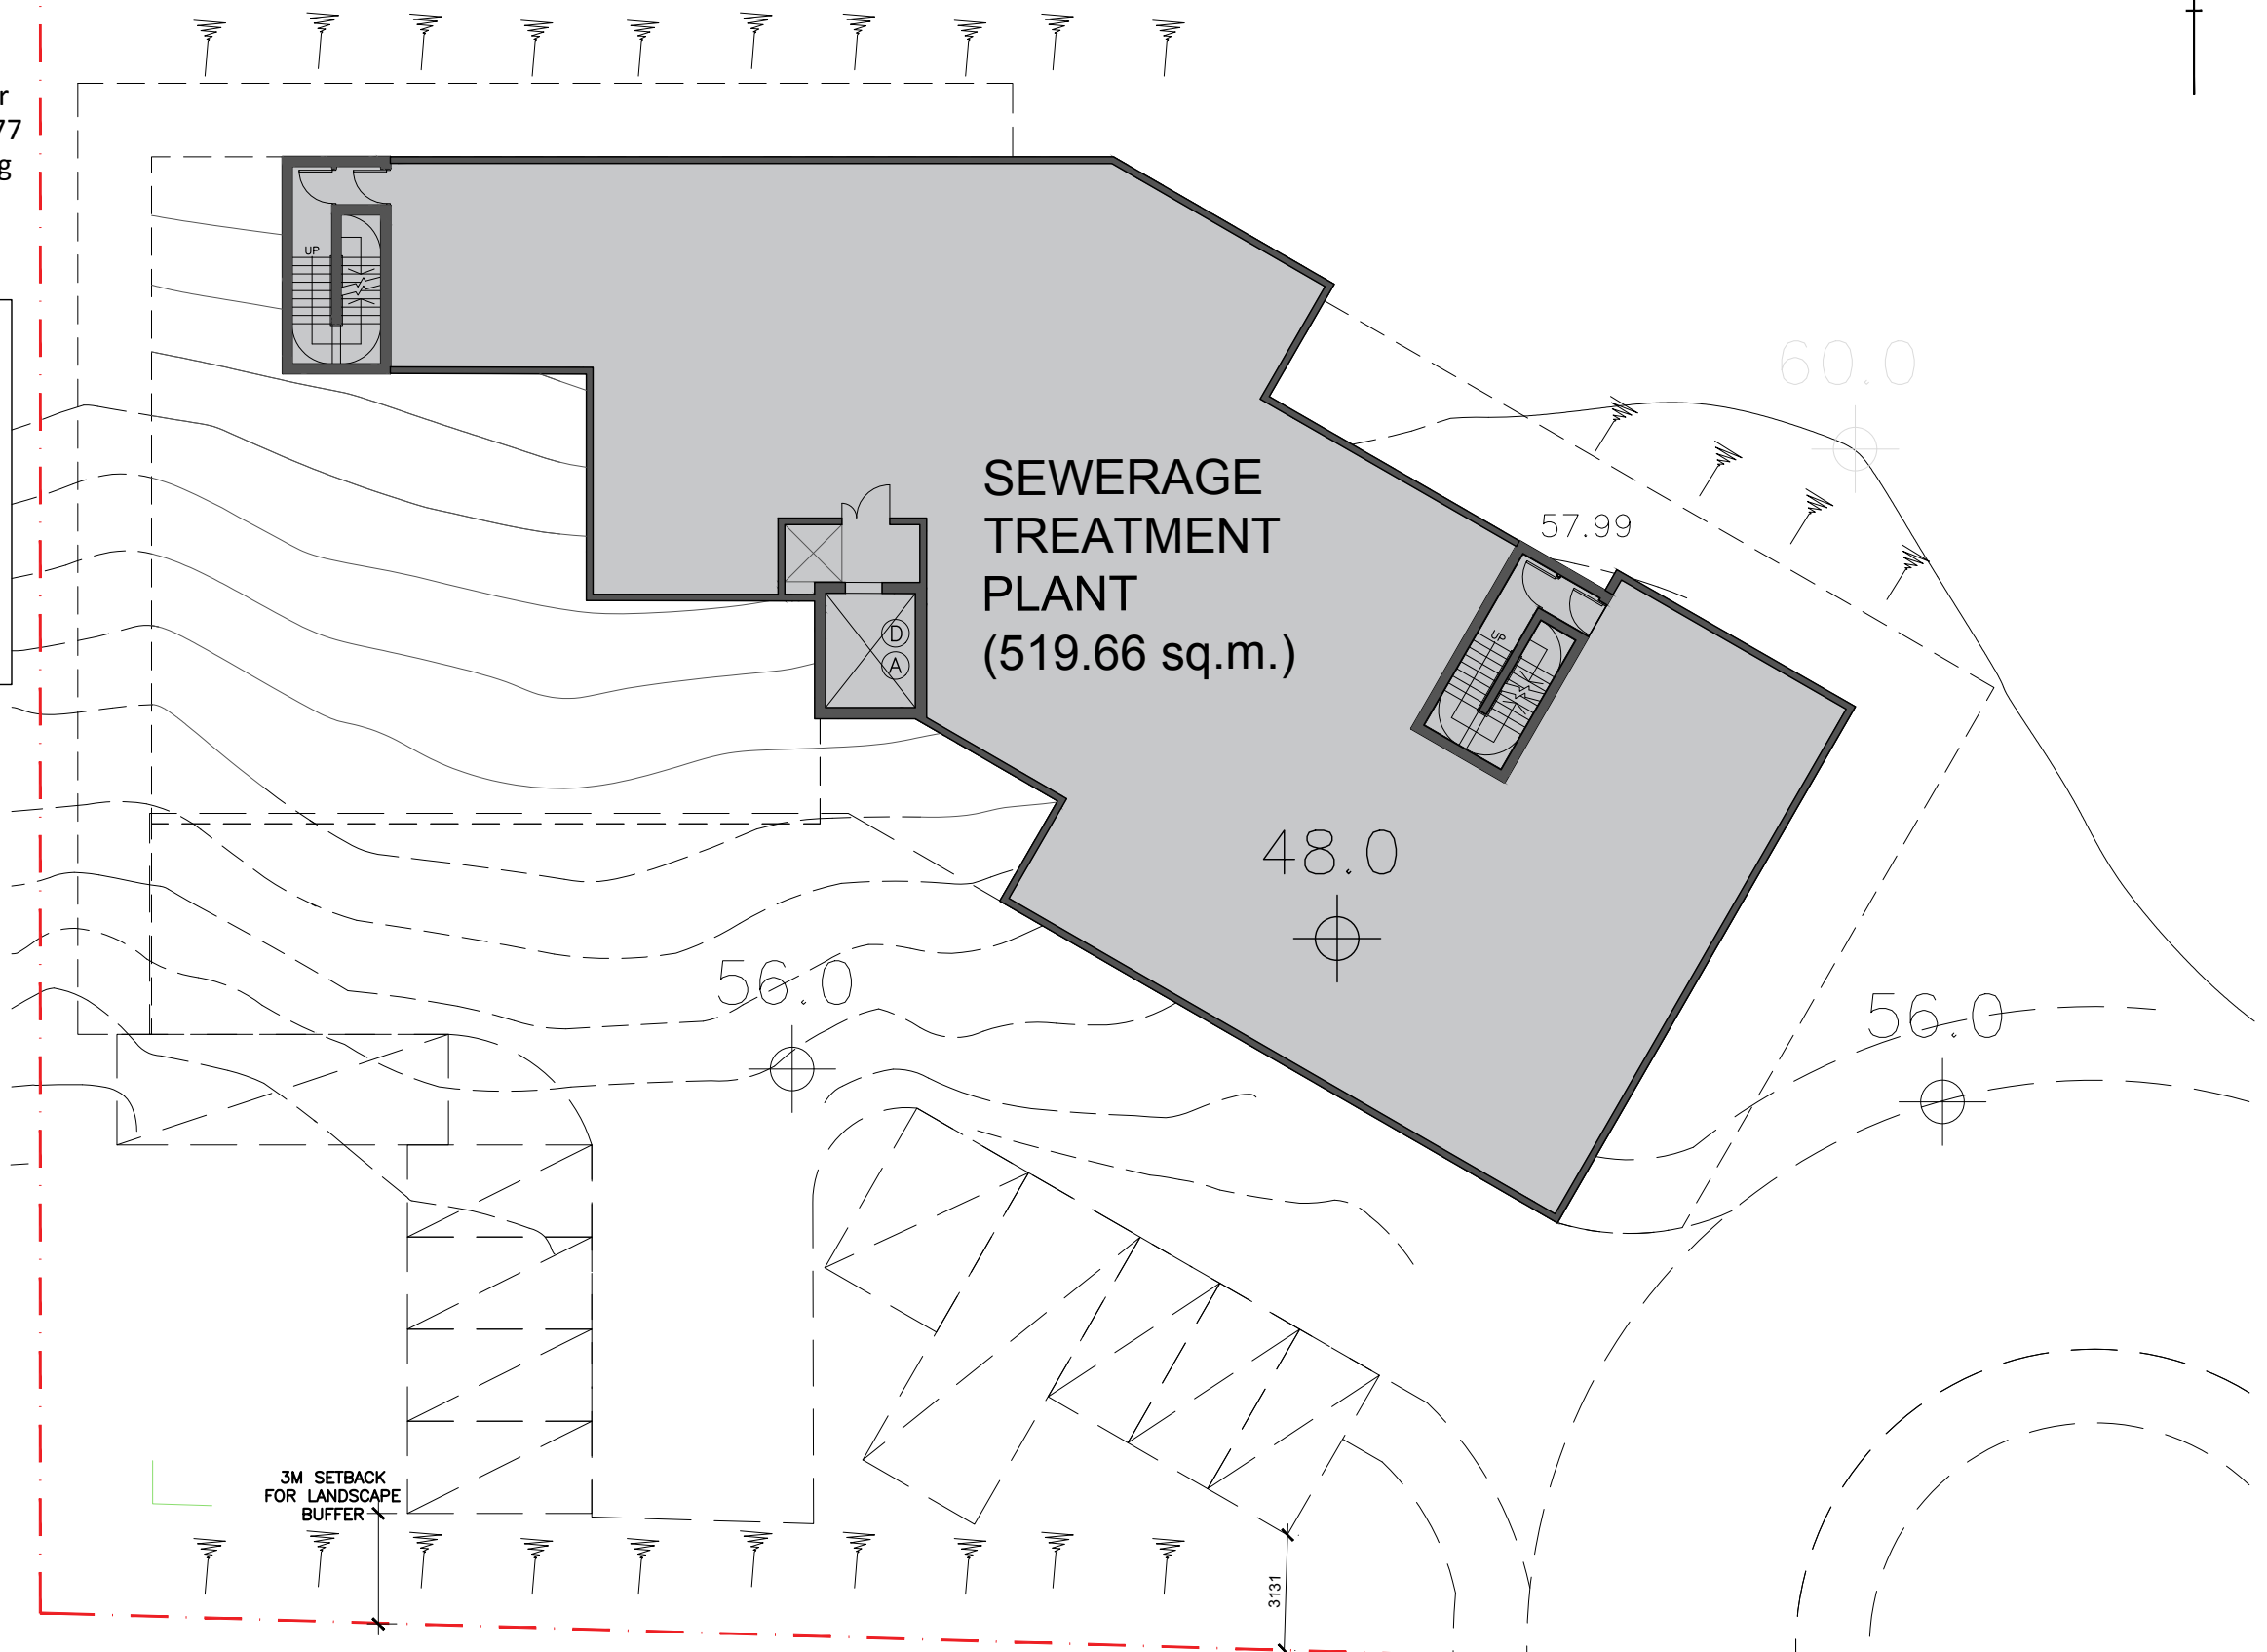 r
77
g
UP
60.0
SEWERAGE
TREATMENT
PLANT
(519.66 sq.m.)
57.99
D
A
UP
48.0
56.0
56.0
3M SETBACK
FOR LANDSCAPE
BUFFER
3131